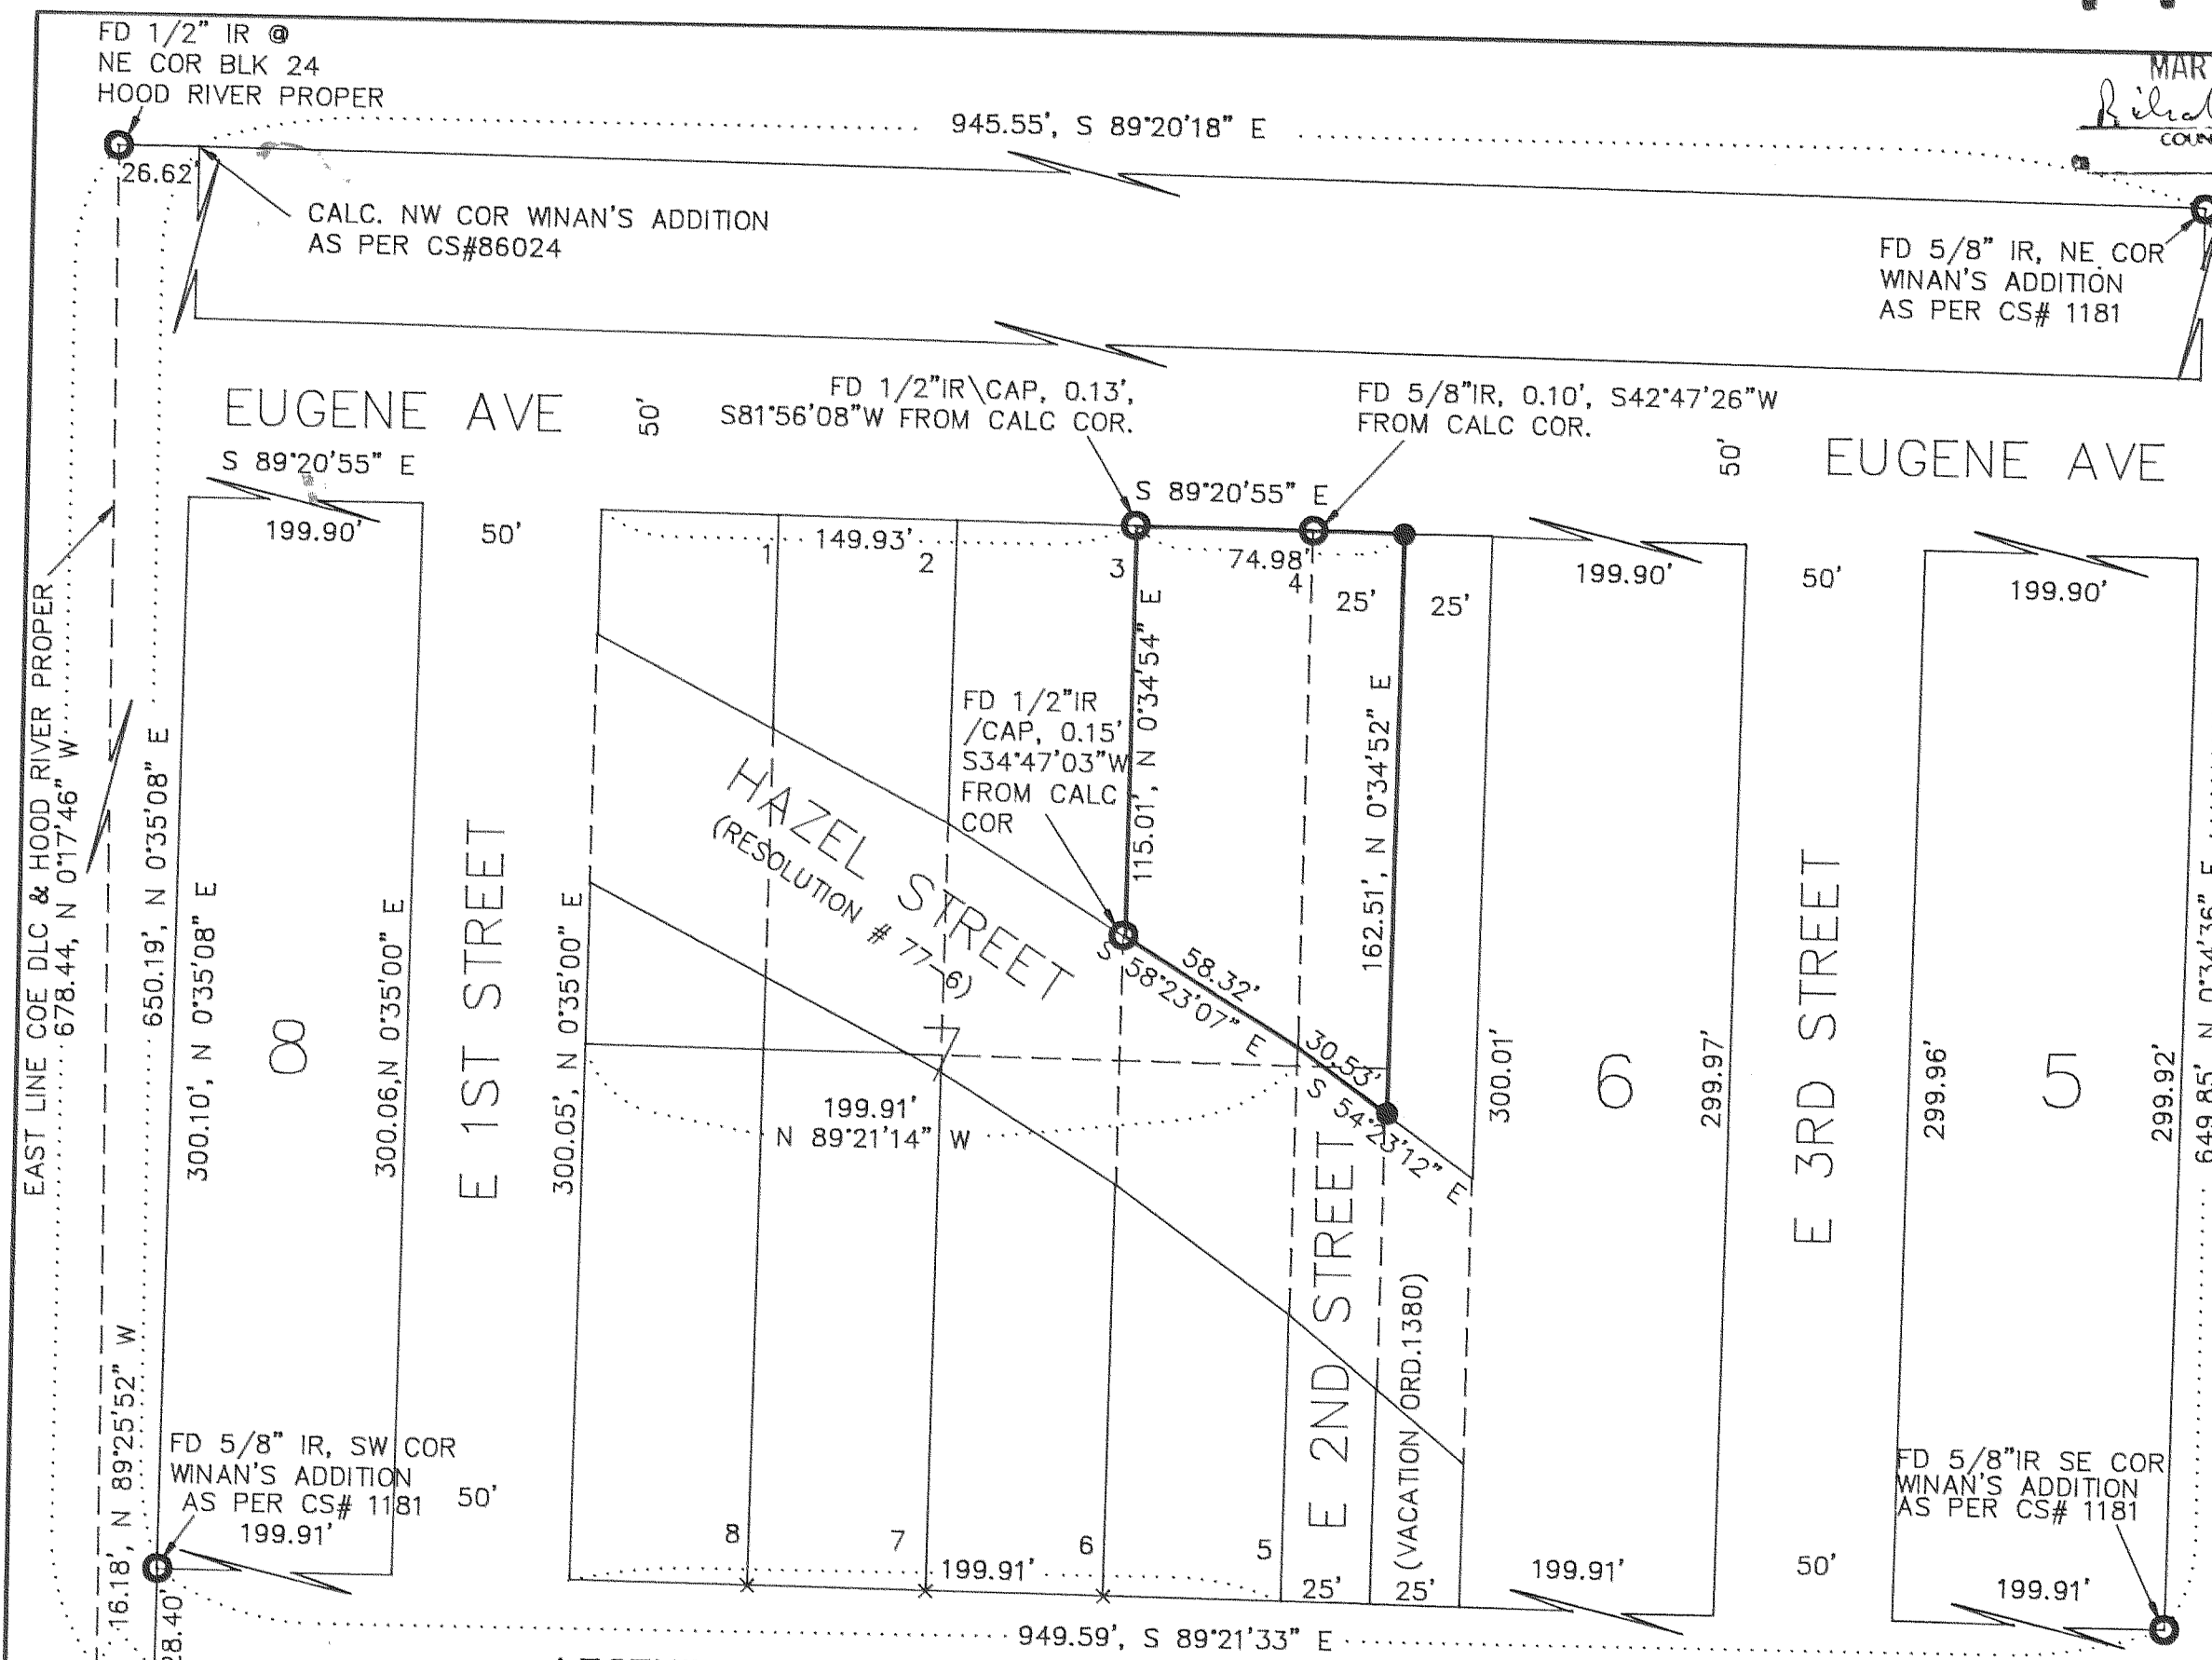 FD 1/2" IR @
NE COR BLK 24
HOOD RIVER PROPER
MAR
COUN
945.55', S 89°20'18" E
26.62'
CALC. NW COR WINAN'S ADDITION
AS PER CS#86024
FD 5/8" IR, NE COR
WINAN'S ADDITION
AS PER CS# 1181
EUGENE AVE
50'
FD 1/2"IR\CAP, 0.13',
S81°56'08"W FROM CALC COR.
FD 5/8"IR, 0.10', S42°47'26"W
FROM CALC COR.
50'
EUGENE AVE
S 89°20'55" E
S 89°20'55" E
199.90'
50'
1
149.93'
2
3
74.98'
4
25'
25'
199.90'
50'
199.90'
EAST LINE COE DLC & HOOD RIVER PROPER
678.44, N 0°17'46" W
650.19', N 0°35'08" E
300.10', N 0°35'08" E
8
300.06,N 0°35'00" E
E 1ST STREET
300.05', N 0°35'00" E
HAZEL STREET
(RESOLUTION # 77-6)
FD 1/2"IR
/CAP, 0.15'
S34°47'03"W
FROM CALC
COR
115.01', N 0°34'54" E
162.51', N 0°34'52" E
58.32'
S 58°23'07" E
30.53'
S 54°23'12" E
7
199.91'
N 89°21'14" W
300.01'
6
299.97'
E 3RD STREET
299.96'
5
299.92'
649.85', N 0°34'36" E
E 2ND STREET
(VACATION ORD.1380)
16.18', N 89°25'52" W
FD 5/8" IR, SW COR
WINAN'S ADDITION
AS PER CS# 1181
199.91'
50'
28.40'
8
7
6
5
199.91'
25'
25'
199.91'
50'
FD 5/8"IR SE COR
WINAN'S ADDITION
AS PER CS# 1181
199.91'
949.59', S 89°21'33" E